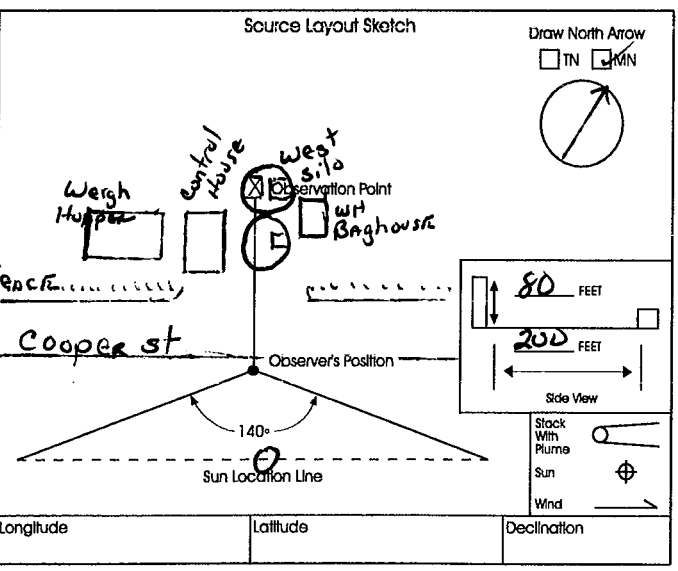 Source Layout Sketch
Draw North Arrow
TN MN
West
Silo
Control
House
Observation Point
Weigh
Hopper
WH
Baghouse
80 FEET
Cooper st
200 FEET
Observer's Position
Side View
140°
Stack
With
Plume
Sun Location Line
Sun
Wind
Longitude
Latitude
Declination